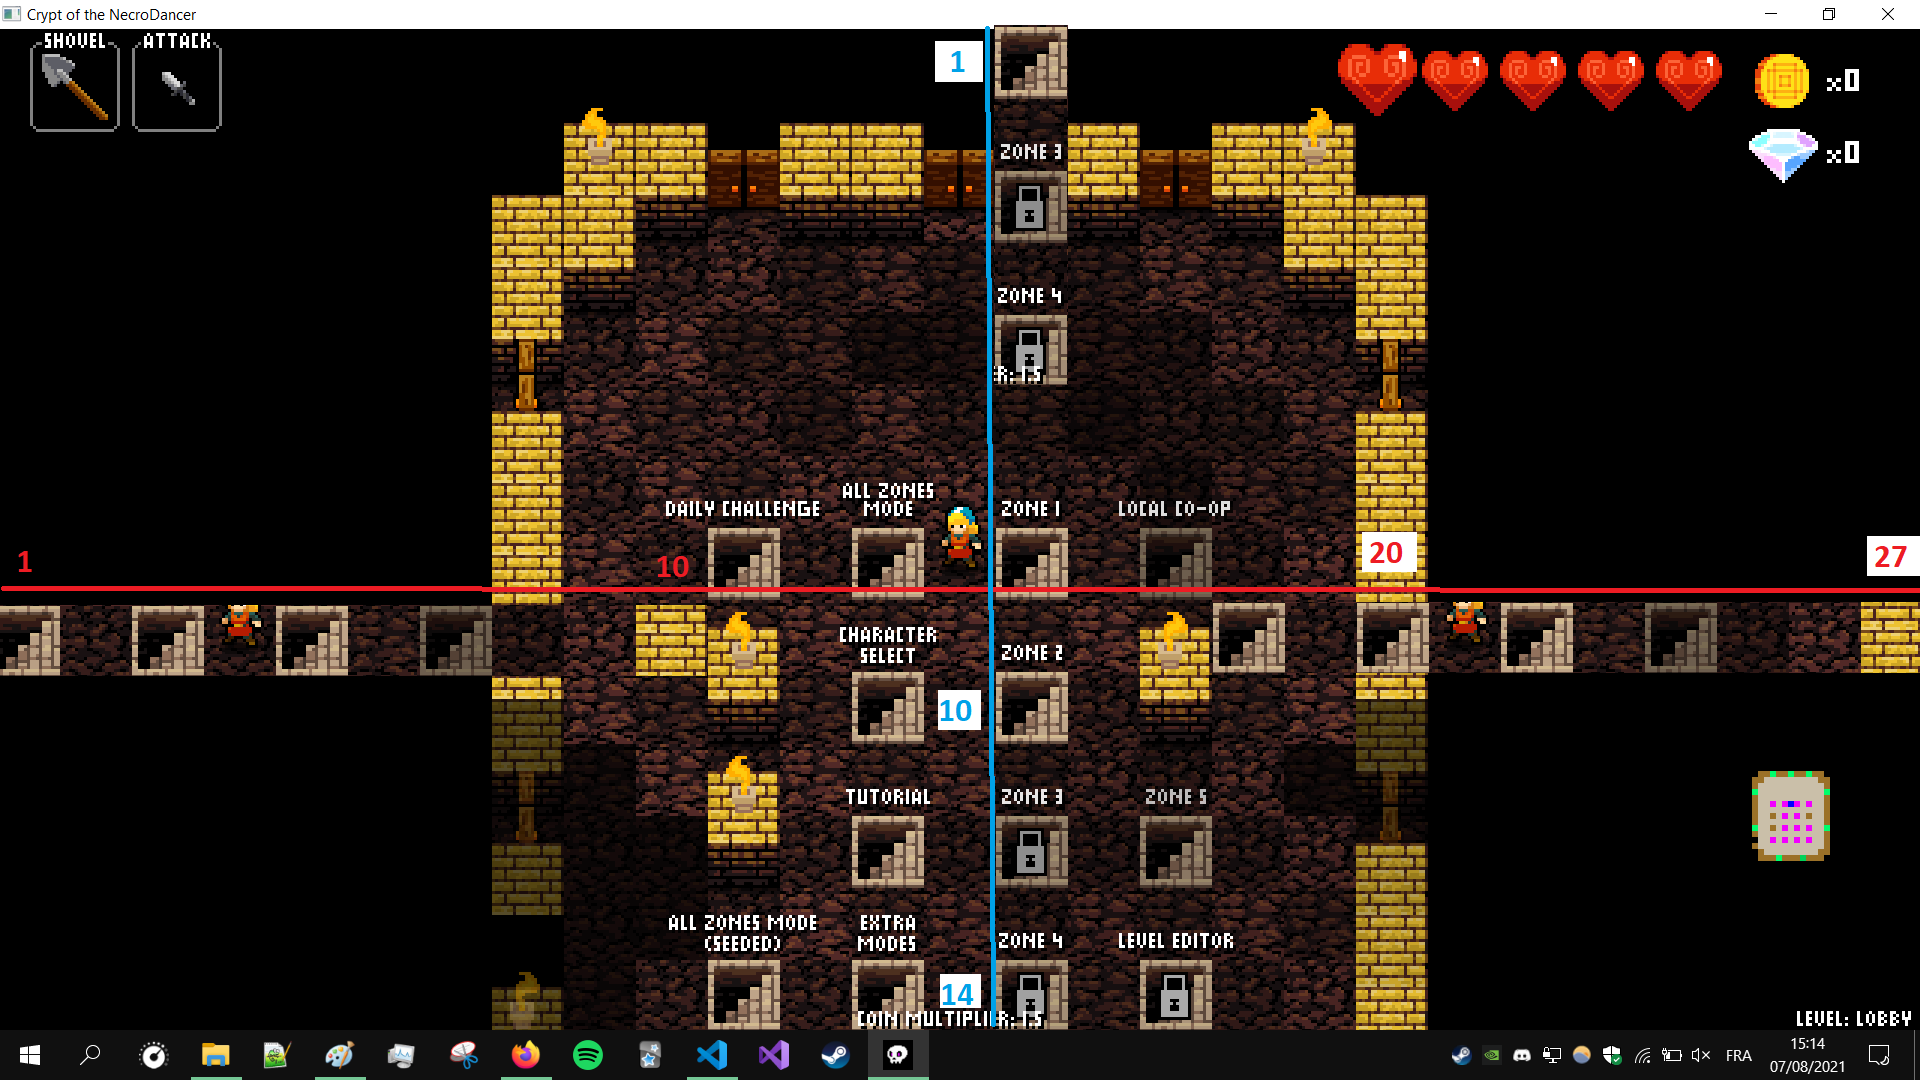 Crypt of the NecroDancer
SHOVEL
ATTACK
1
x0
x0
ZONE 3
ZONE 4
R: 1.5
ALL ZONES
MODE
DAILY CHALLENGE
ZONE 1
LOCAL CO-OP
1
10
20
27
CHARACTER
SELECT
ZONE 2
10
TUTORIAL
ZONE 3
ZONE 5
ALL ZONES MODE
(SEEDED)
EXTRA
MODES
ZONE 4
LEVEL EDITOR
14
COIN MULTIPLIER: 1.5
LEVEL: LOBBY
FRA
15:14
07/08/2021